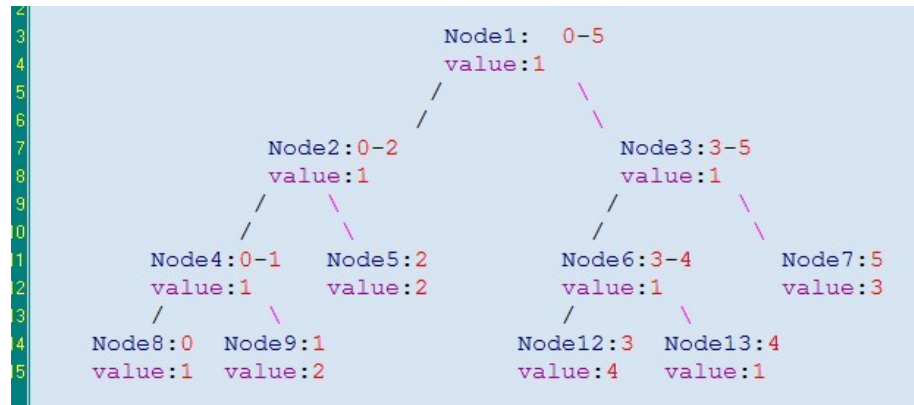 2
3 Node1: 0-5
4 value:1
5 / \
6 / \
7 Node2:0-2 Node3:3-5
8 value:1 value:1
9 / \ / \
10 / \ / \
11 Node4:0-1 Node5:2 Node6:3-4 Node7:5
12 value:1 value:2 value:1 value:3
13 / \ / \
14 Node8:0 Node9:1 Node12:3 Node13:4
15 value:1 value:2 value:4 value:1